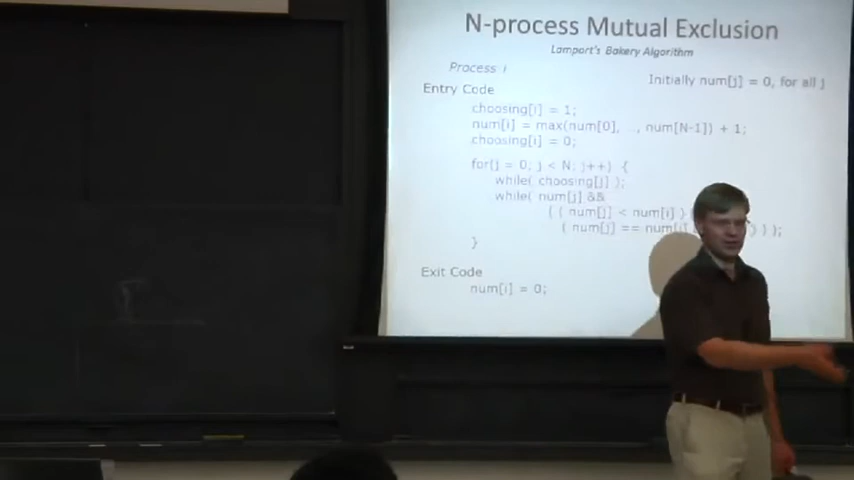 N-process Mutual Exclusion
Lamport's Bakery Algorithm
Process i
Initially num[j] = 0, for all j
Entry Code
choosing[i] = 1;
num[i] = max(num[0], …, num[N-1]) + 1;
choosing[i] = 0;
for(j = 0; j < N; j++) {
while( choosing[j] );
while( num[j] &&
( ( num[j] < num[i] )
( num[j] == num[i] ) ) );
}
Exit Code
num[i] = 0;